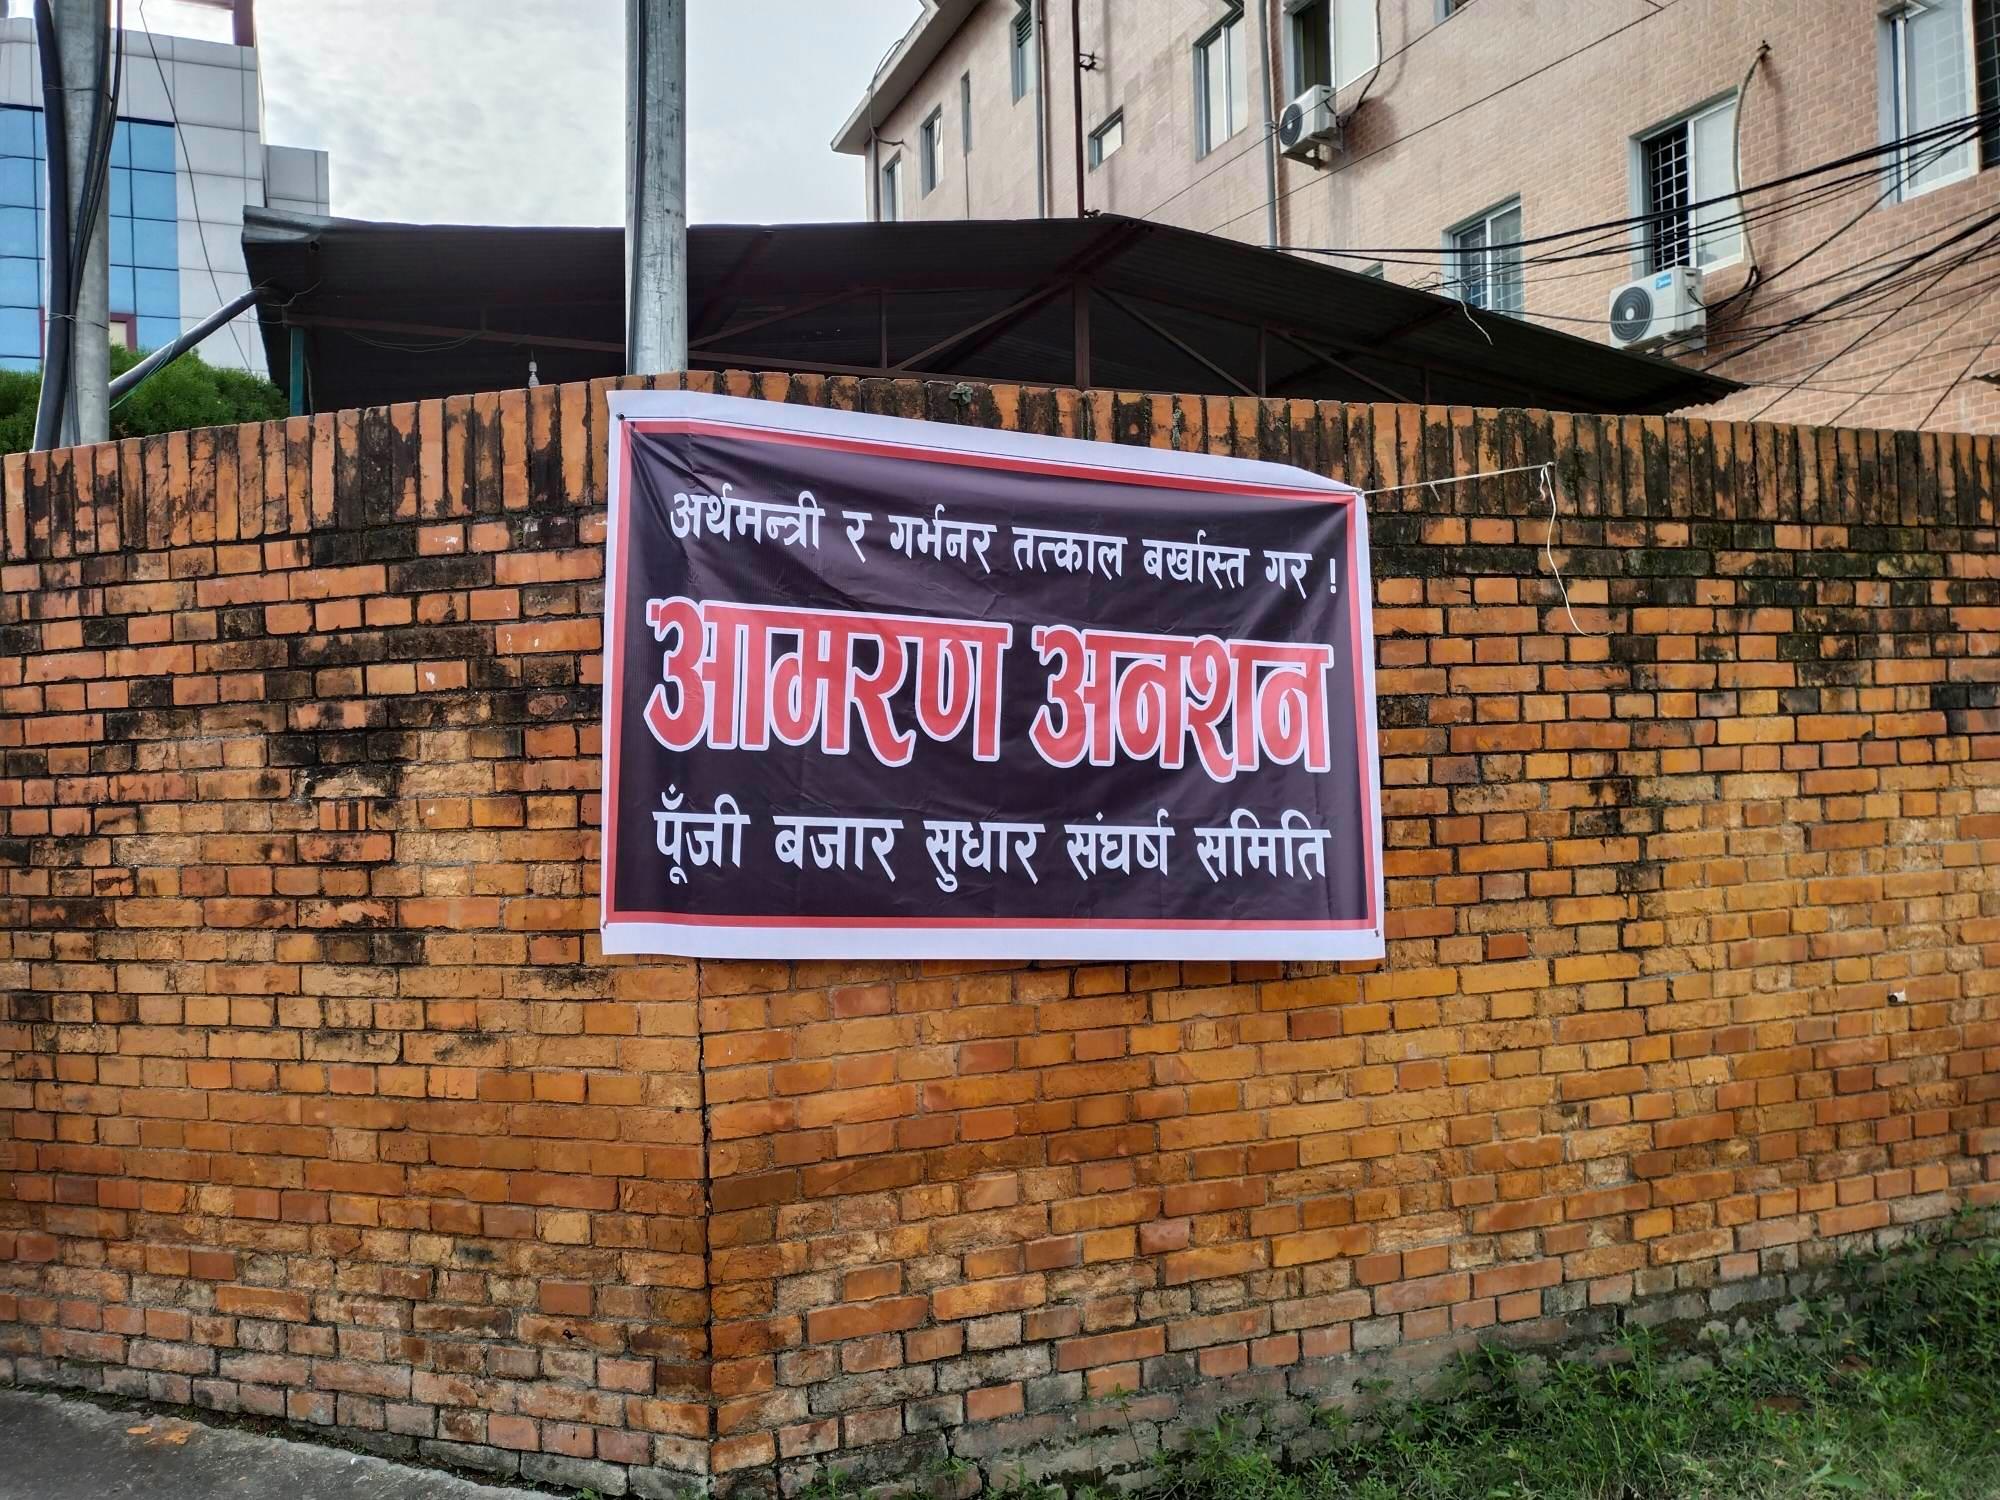 अर्थमन्त्री र गर्भनर तत्काल बर्खास्त गर !
आमरण अनशन
पूँजी बजार सुधार संघर्ष समिति